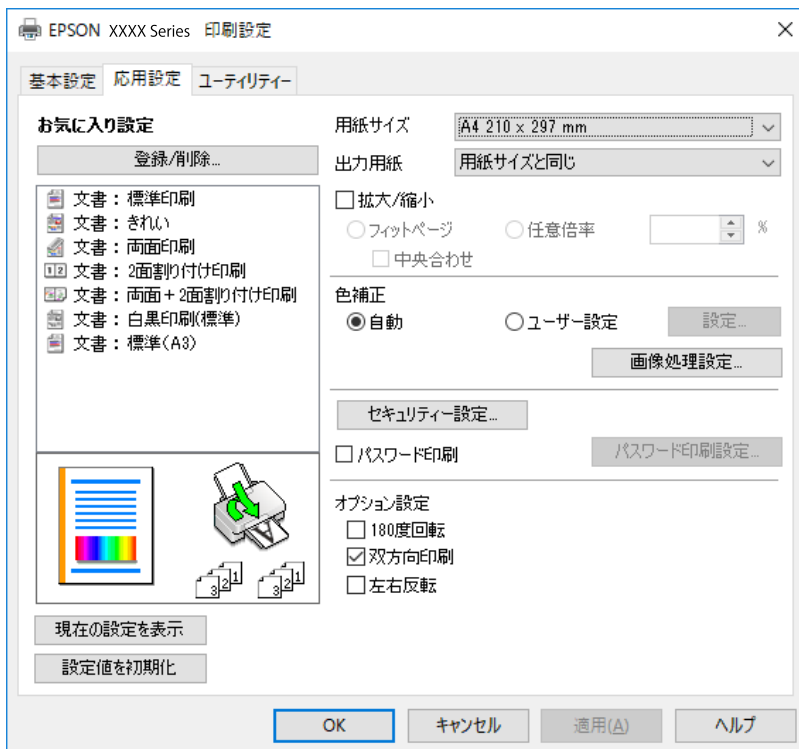 EPSON XXXX Series 印刷設定
基本設定 応用設定 ユーティリティー
お気に入り設定
登録/削除...
文書：標準印刷
文書：きれい
文書：両面印刷
文書：2面割り付け印刷
文書：両面＋2面割り付け印刷
文書：白黒印刷(標準)
文書：標準(A3)
現在の設定を表示
設定値を初期化
用紙サイズ A4 210 x 297 mm
出力用紙 用紙サイズと同じ
拡大/縮小
フィットページ 任意倍率 %
中央合わせ
色補正
自動 ユーザー設定 設定...
画像処理設定...
セキュリティー設定...
パスワード印刷 パスワード印刷設定...
オプション設定
180度回転
双方向印刷
左右反転
OK キャンセル 適用(A) ヘルプ